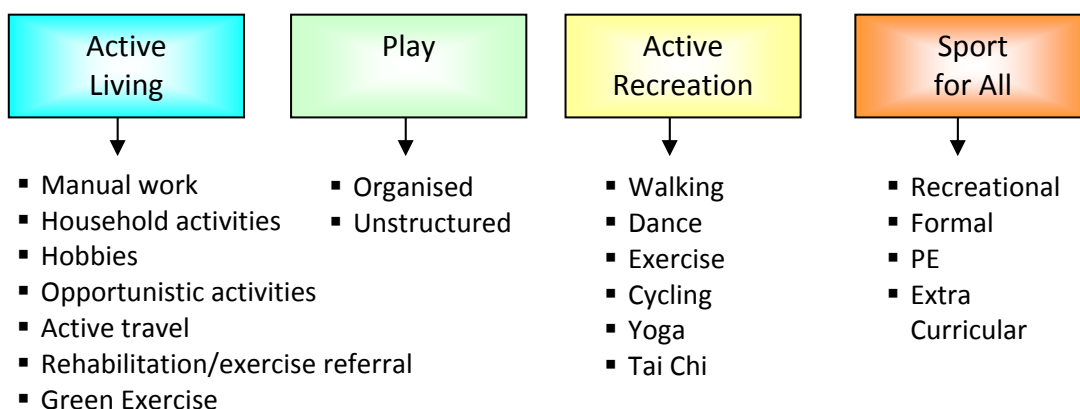 Active
Living
▪ Manual work
▪ Household activities
▪ Hobbies
▪ Opportunistic activities
▪ Active travel
▪ Rehabilitation/exercise referral
▪ Green Exercise
Play
▪ Organised
▪ Unstructured
Active
Recreation
▪ Walking
▪ Dance
▪ Exercise
▪ Cycling
▪ Yoga
▪ Tai Chi
Sport
for All
▪ Recreational
▪ Formal
▪ PE
▪ Extra
Curricular